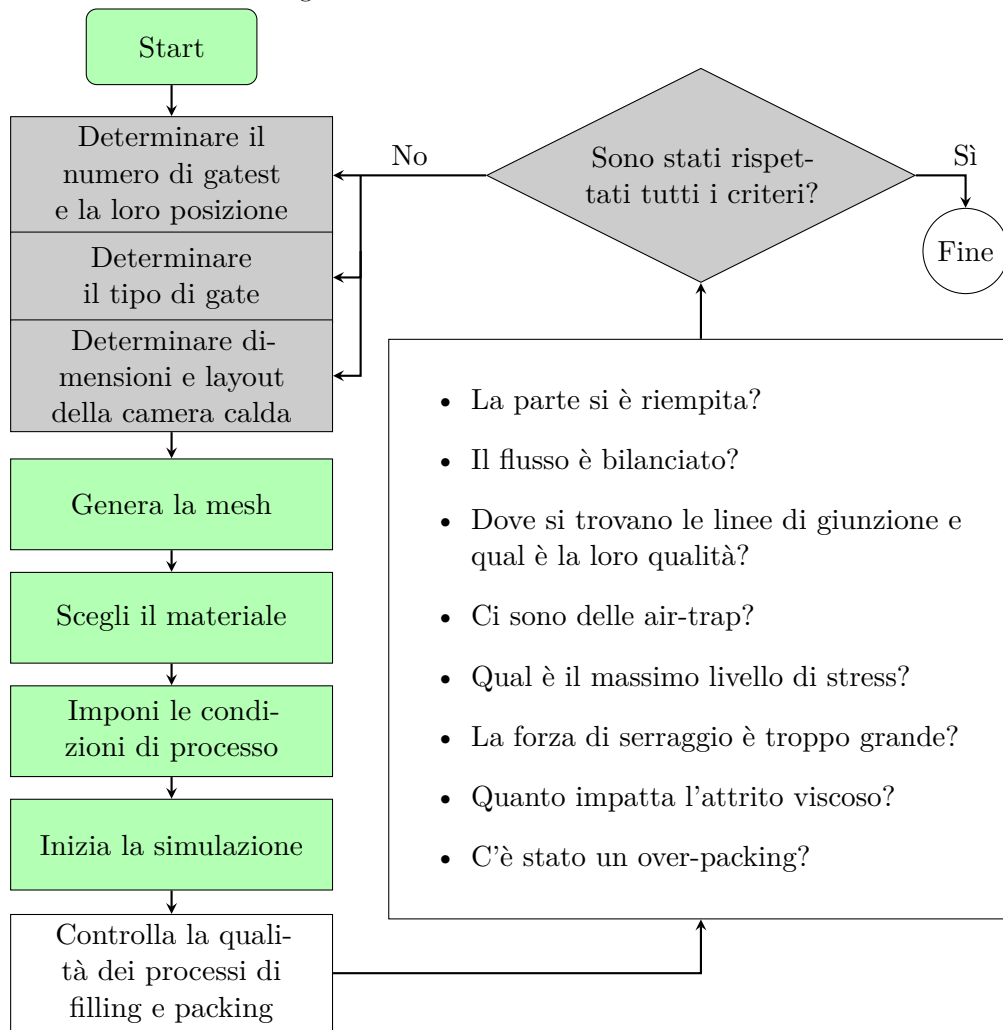 Start
Determinare il
numero di gatest
e la loro posizione
Determinare
il tipo di gate
Determinare di-
mensioni e layout
della camera calda
Genera la mesh
Scegli il materiale
Imponi le condi-
zioni di processo
Inizia la simulazione
Controlla la quali-
tà dei processi di
filling e packing
• La parte si è riempita?
• Il flusso è bilanciato?
• Dove si trovano le linee di giunzione e
qual è la loro qualità?
• Ci sono delle air-trap?
• Qual è il massimo livello di stress?
• La forza di serraggio è troppo grande?
• Quanto impatta l'attrito viscoso?
• C'è stato un over-packing?
Sono stati rispet-
tati tutti i criteri?
No
Sì
Fine